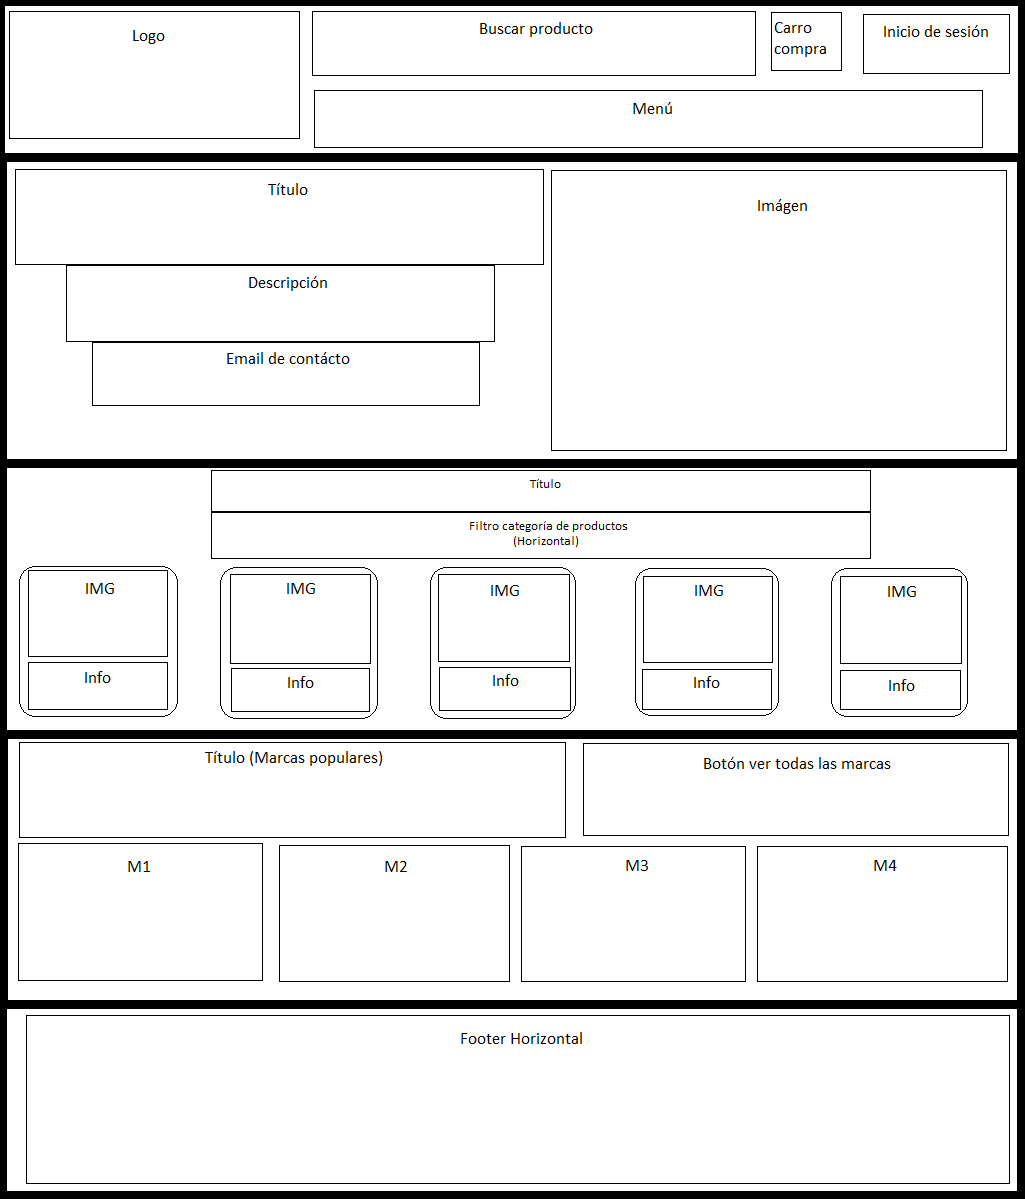 Logo
Buscar producto
Carro
compra
Inicio de sesión
Menú
Título
Imágen
Descripción
Email de contácto
Título
Filtro categoría de productos
(Horizontal)
IMG
IMG
IMG
IMG
IMG
Info
Info
Info
Info
Info
Título (Marcas populares)
Botón ver todas las marcas
M1
M2
M3
M4
Footer Horizontal